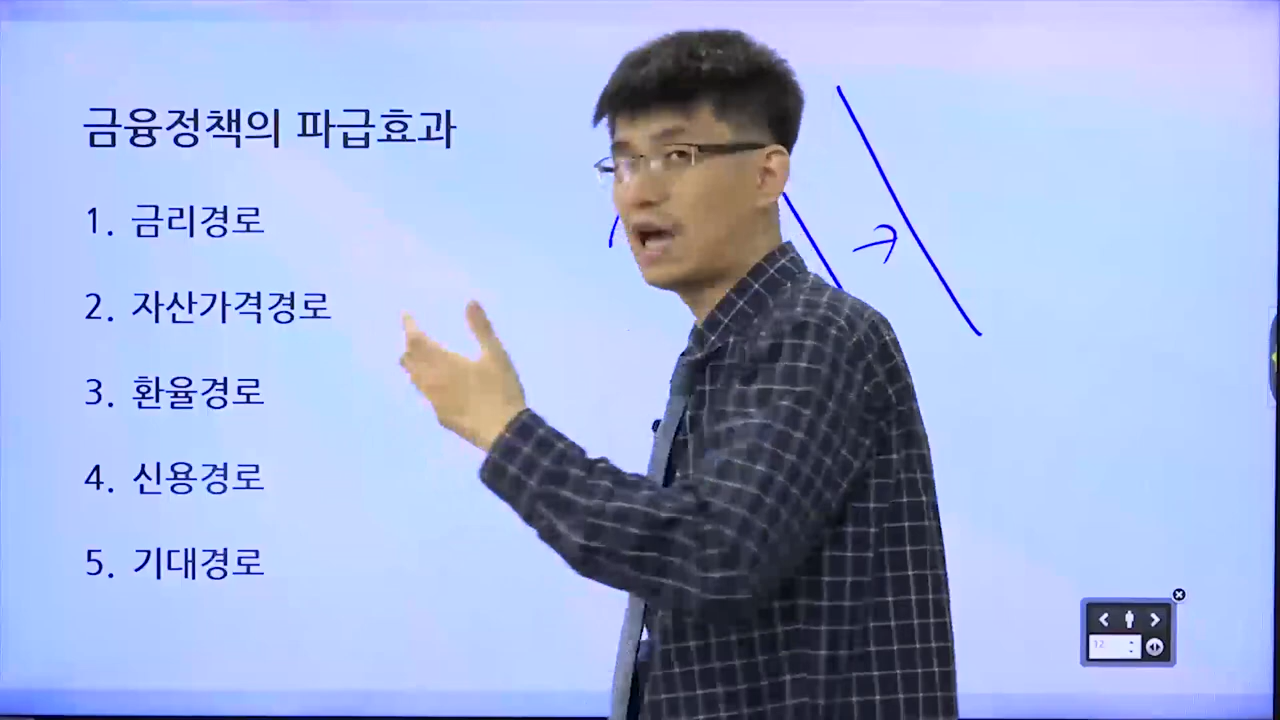 금융정책의 파급효과
1. 금리경로
2. 자산가격경로
3. 환율경로
4. 신용경로
5. 기대경로
12